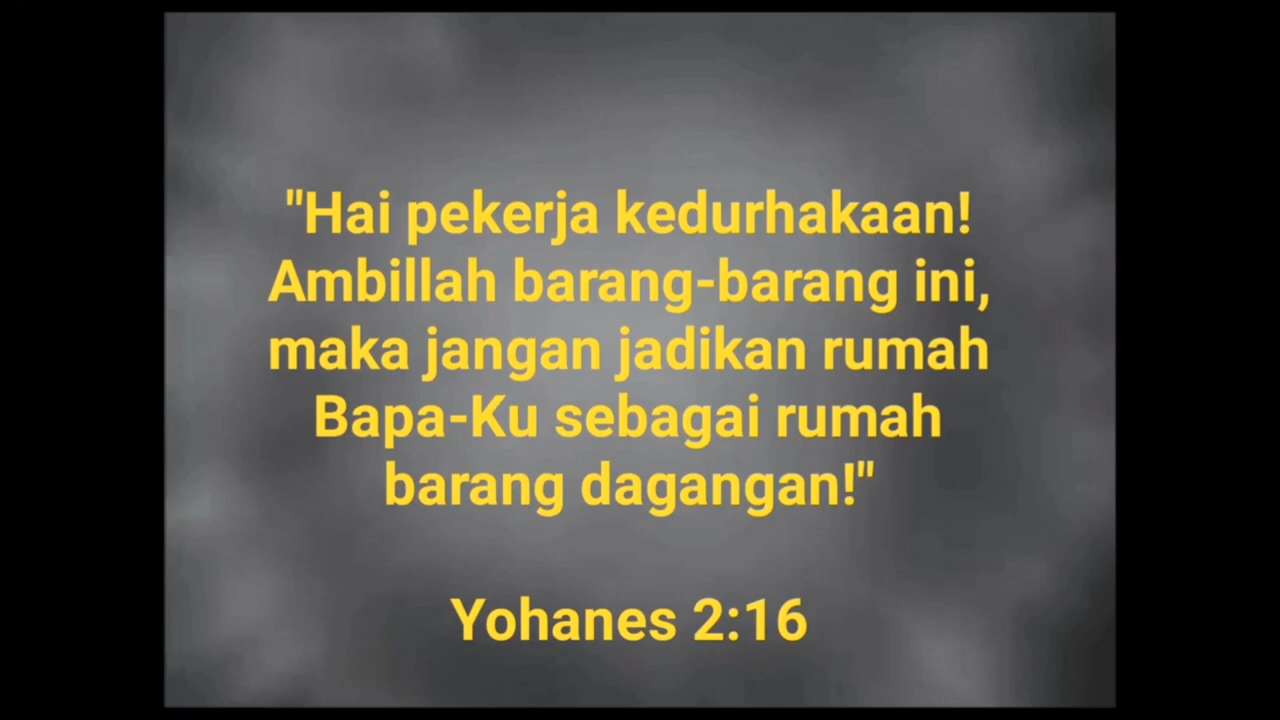 "Hai pekerja kedurhakaan!
Ambillah barang-barang ini,
maka jangan jadikan rumah
Bapa-Ku sebagai rumah
barang dagangan!"
Yohanes 2:16